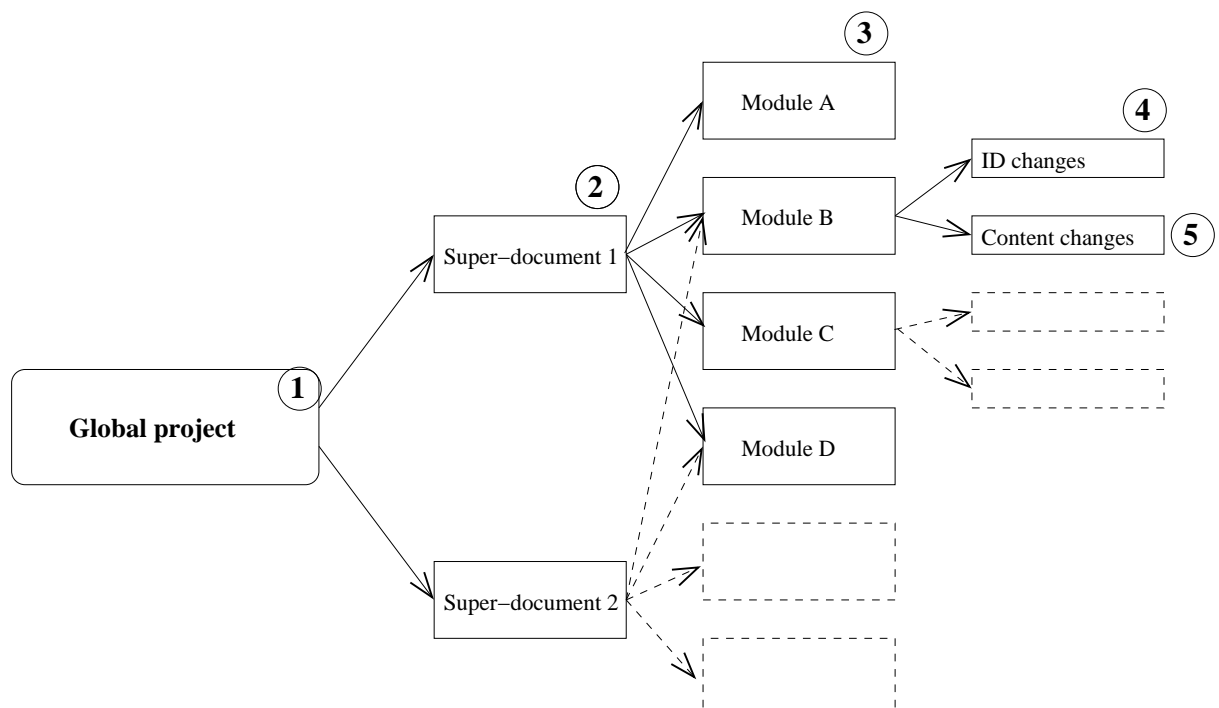 3
Module A
4
ID changes
2
Module B
Super−document 1
Content changes
5
Module C
1
Global project
Module D
Super−document 2